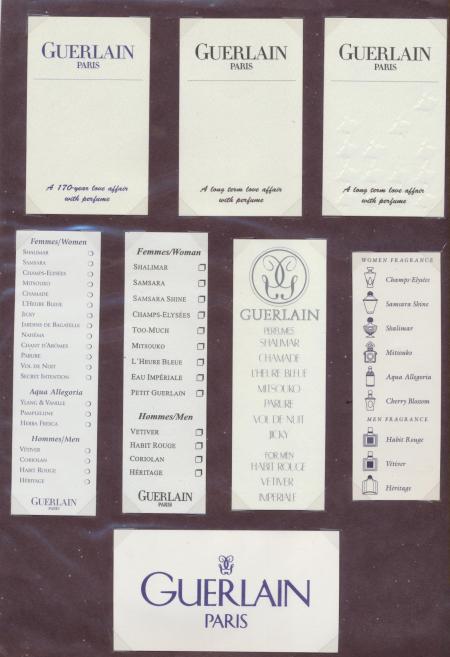 GUERLAIN
PARIS
A 170-year love affair
with perfume
GUERLAIN
PARIS
A long term love affair
with perfume
GUERLAIN
PARIS
A long term love affair
with perfume
Femmes/Women
SHALIMAR
SAMSARA
CHAMPS-ELYSÉES
MITSOUKO
CHAMADE
L'HEURE BLEUE
JICKY
JARDINS DE BAGATELLE
NAHÉMA
CHANT D'ARÔMES
PARURE
VOL DE NUIT
SECRET INTENTION
Aqua Allegoria
YLANG & VANILLE
PAMPLELUNE
HERBA FRESCA
Hommes/Men
VÉTIVER
CORIOLAN
HABIT ROUGE
HÉRITAGE
GUERLAIN
PARIS
Femmes/Woman
SHALIMAR
SAMSARA
SAMSARA SHINE
CHAMPS-ELYSÉES
TOO-MUCH
MITSOUKO
L'HEURE BLEUE
EAU IMPÉRIALE
PETIT GUERLAIN
Hommes/Men
VETIVER
HABIT ROUGE
CORIOLAN
HÉRITAGE
GUERLAIN
PARIS
GUERLAIN
PERFUMES
SHALIMAR
CHAMADE
L'HEURE BLEUE
MITSOUKO
PARURE
VOL DE NUIT
JICKY
FOR MEN
HABIT ROUGE
VETIVER
IMPERIALE
WOMEN FRAGRANCE
Champs-Elysées
Samsara Shine
Shalimar
Mitsouko
Aqua Allegoria
Cherry Blossom
MEN FRAGRANCE
Habit Rouge
Vétiver
Héritage
GUERLAIN
PARIS